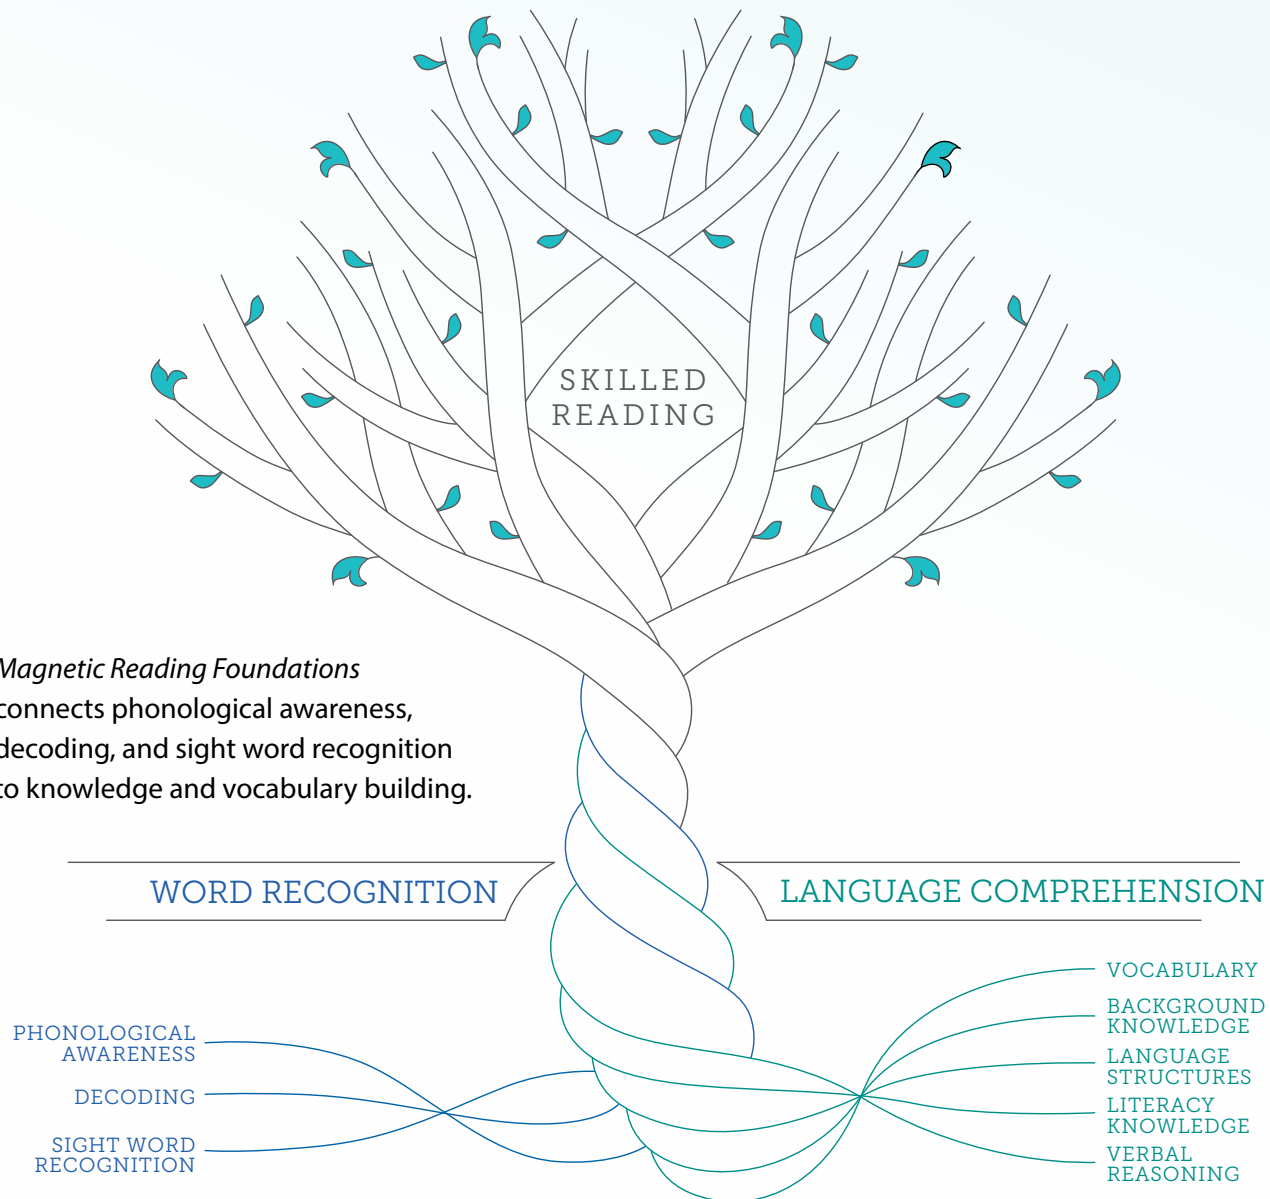 SKILLED
READING
Magnetic Reading Foundations
connects phonological awareness,
decoding, and sight word recognition
to knowledge and vocabulary building.
WORD RECOGNITION
LANGUAGE COMPREHENSION
PHONOLOGICAL
AWARENESS
DECODING
SIGHT WORD
RECOGNITION
VOCABULARY
BACKGROUND
KNOWLEDGE
LANGUAGE
STRUCTURES
LITERACY
KNOWLEDGE
VERBAL
REASONING